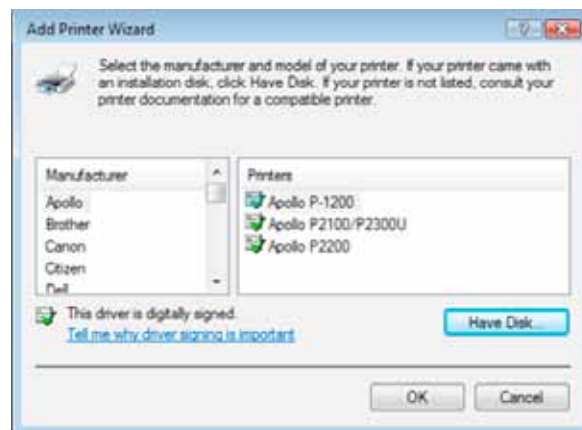 Add Printer Wizard
Select the manufacturer and model of your printer. If your printer came with
an installation disk, click Have Disk. If your printer is not listed, consult your
printer documentation for a compatible printer.
Manufacturer
Apollo
Brother
Canon
Citizen
Dell
Printers
Apollo P-1200
Apollo P2100/P2300U
Apollo P2200
This driver is digitally signed.
Tell me why driver signing is important
Have Disk...
OK
Cancel